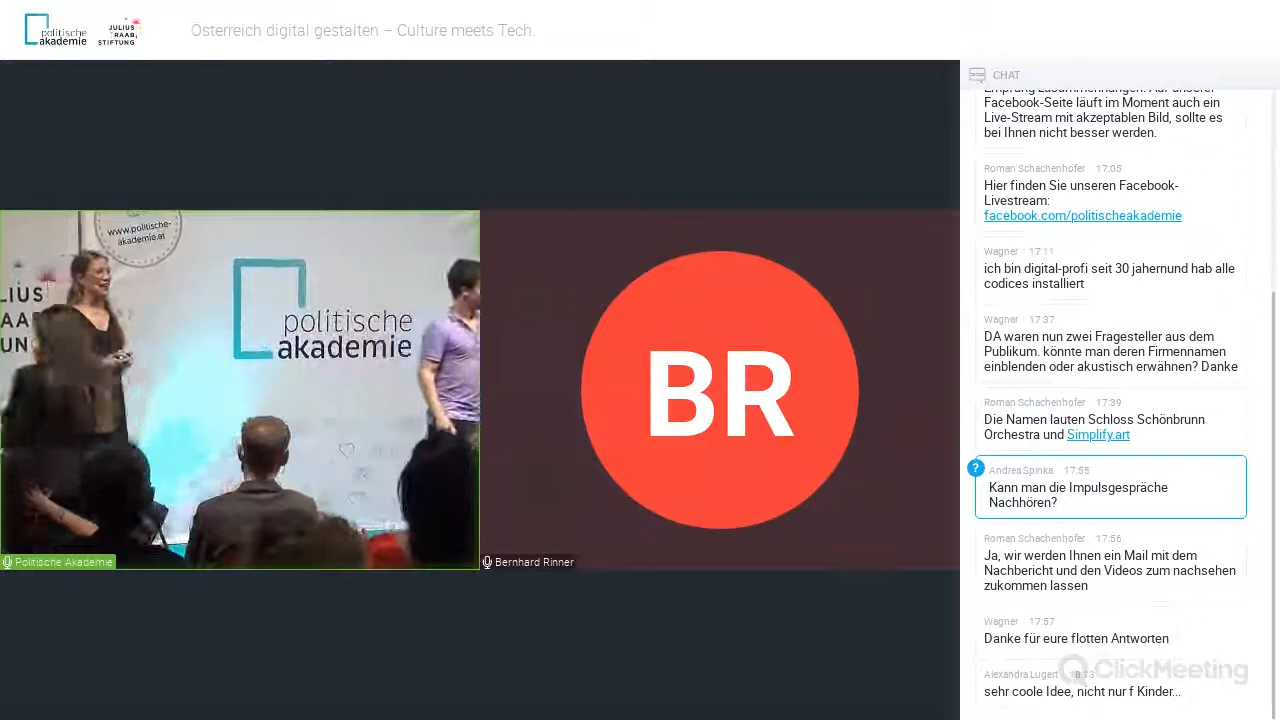 politische
akademie
JULIUS
RAAB
STIFTUNG
Österreich digital gestalten – Culture meets Tech.
CHAT
Facebook-Seite läuft im Moment auch ein
Live-Stream mit akzeptablen Bild, sollte es
bei Ihnen nicht besser werden.
Roman Schachenhofer 17:05
Hier finden Sie unseren Facebook-
Livestream:
facebook.com/politischeakademie
Wagner 17:11
ich bin digital-profi seit 30 jahernund hab alle
codices installiert
Wagner 17:37
DA waren nun zwei Fragesteller aus dem
Publikum. könnte man deren Firmennamen
einblenden oder akustisch erwähnen? Danke
Roman Schachenhofer 17:39
Die Namen lauten Schloss Schönbrunn
Orchestra und Simplify.art
?
Andrea Spinka 17:55
Kann man die Impulsgespräche
Nachhören?
Roman Schachenhofer 17:56
Ja, wir werden Ihnen ein Mail mit dem
Nachbericht und den Videos zum nachsehen
zukommen lassen
Wagner 17:57
Danke für eure flotten Antworten
ClickMeeting
Alexandra Lugert 18:13
sehr coole Idee, nicht nur f Kinder...
www.politische-
akademie.at
LIUS
AA
UN
politische
akademie
Politische Akademie
BR
Bernhard Rinner